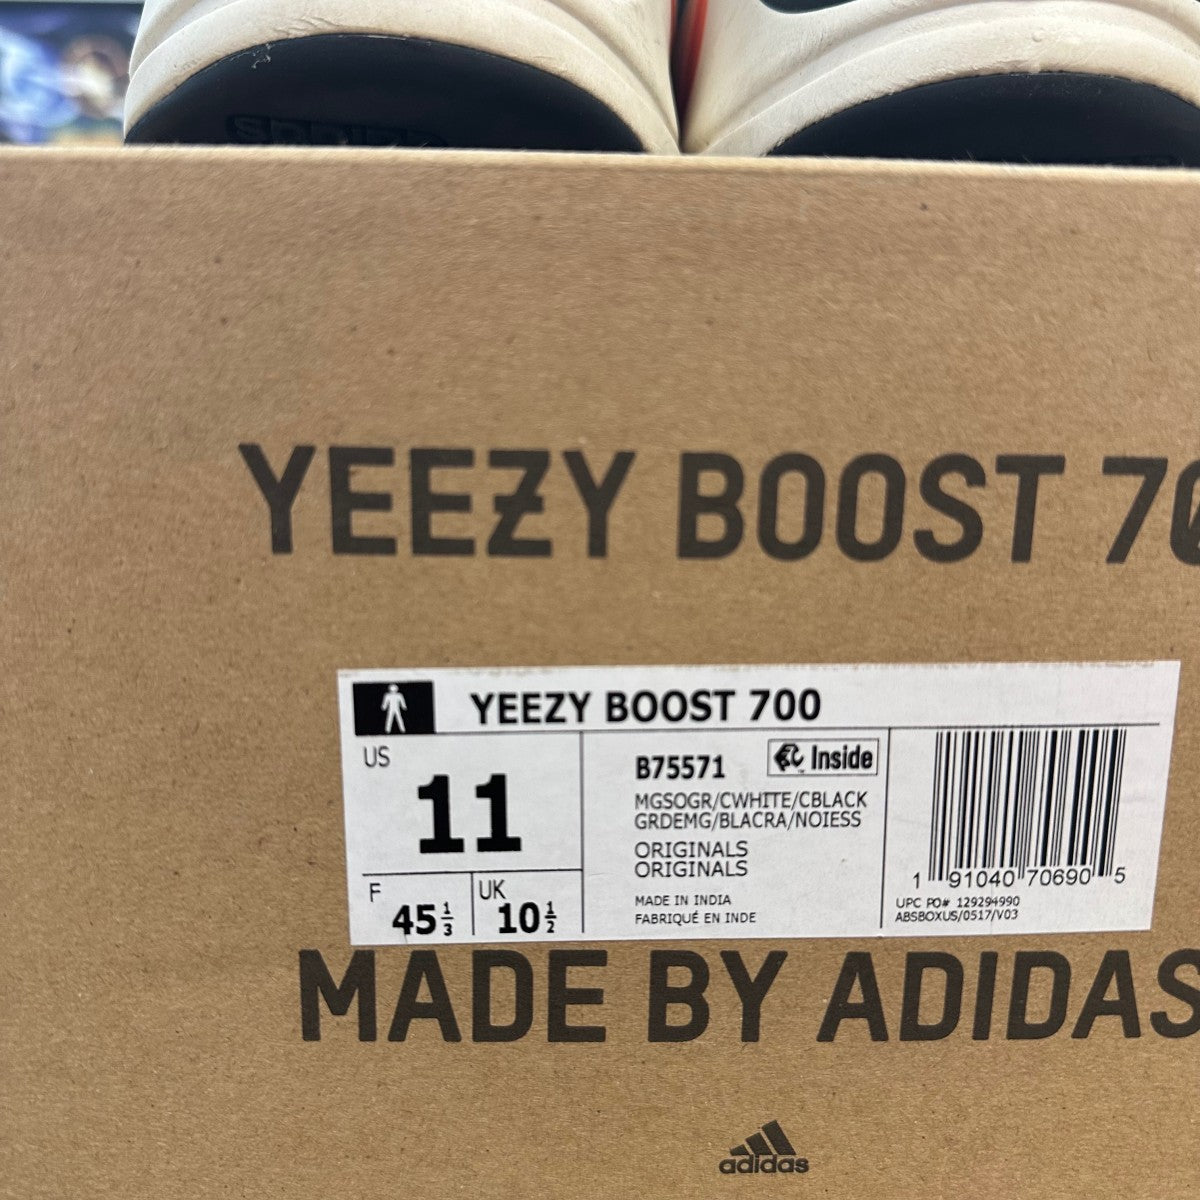 adidas
YEEZY BOOST 70
YEEZY BOOST 700
US
11
F
45 1/3
UK
10 1/2
B75571
Inside
MGSOGR/CWHITE/CBLACK
GRDEMG/BLACRA/NOIESS
ORIGINALS
ORIGINALS
MADE IN INDIA
FABRIQUÉ EN INDE
1 91040 70690 5
UPC PO# 129294990
ABSBOXUS/0517/V03
MADE BY ADIDAS
adidas